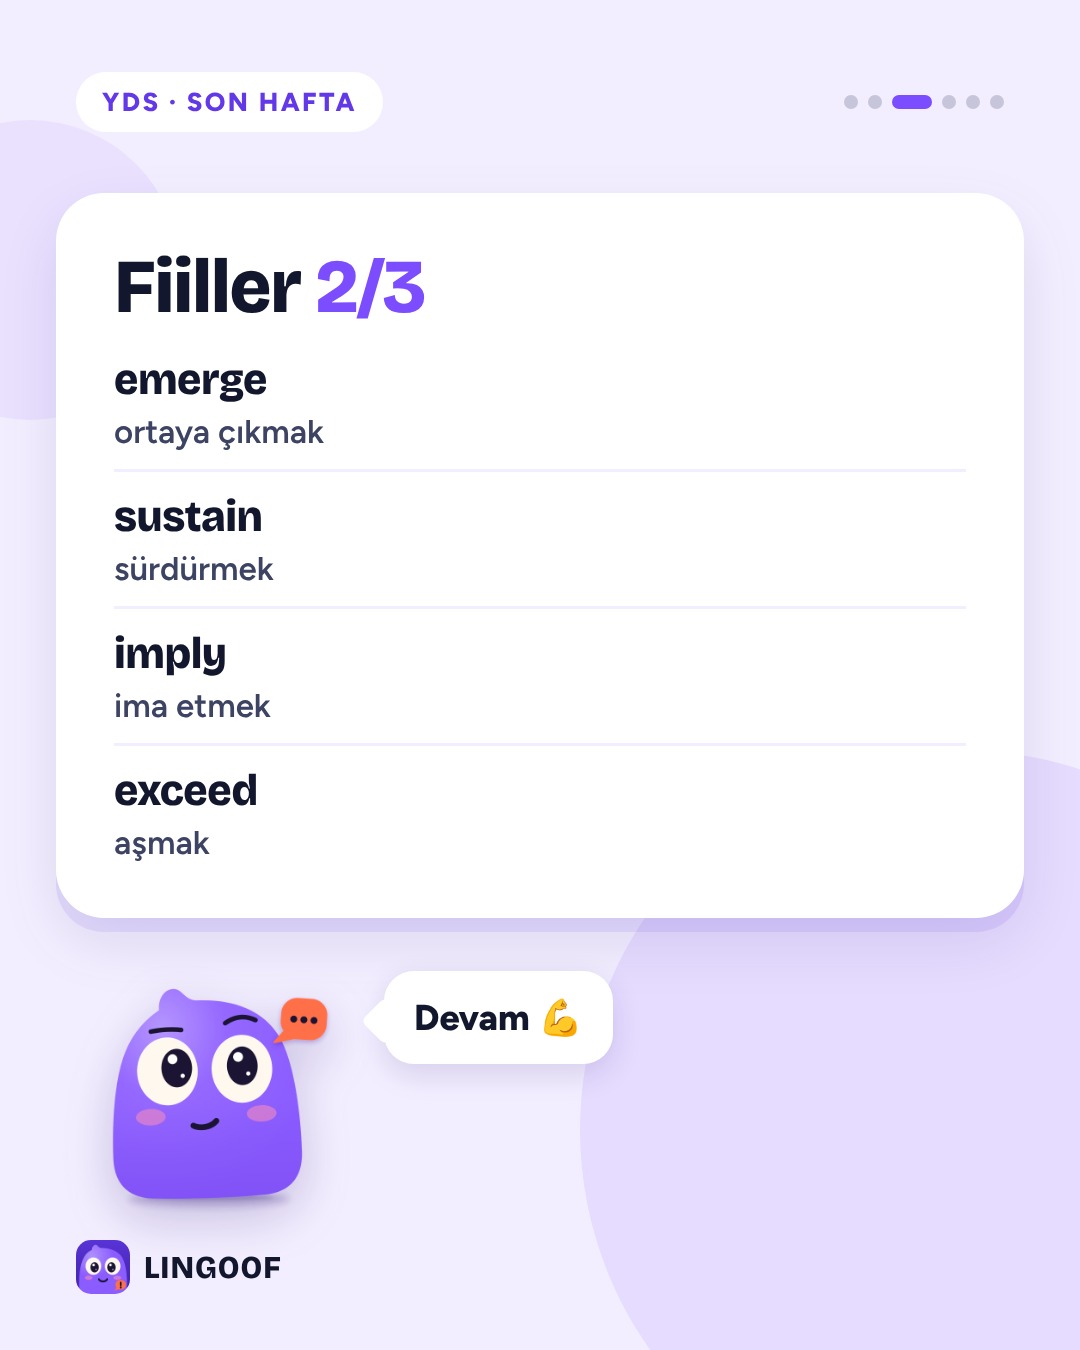 YDS · SON HAFTA
Fiiller 2/3
emerge
ortaya çıkmak
sustain
sürdürmek
imply
ima etmek
exceed
aşmak
Devam 💪
LINGOOF